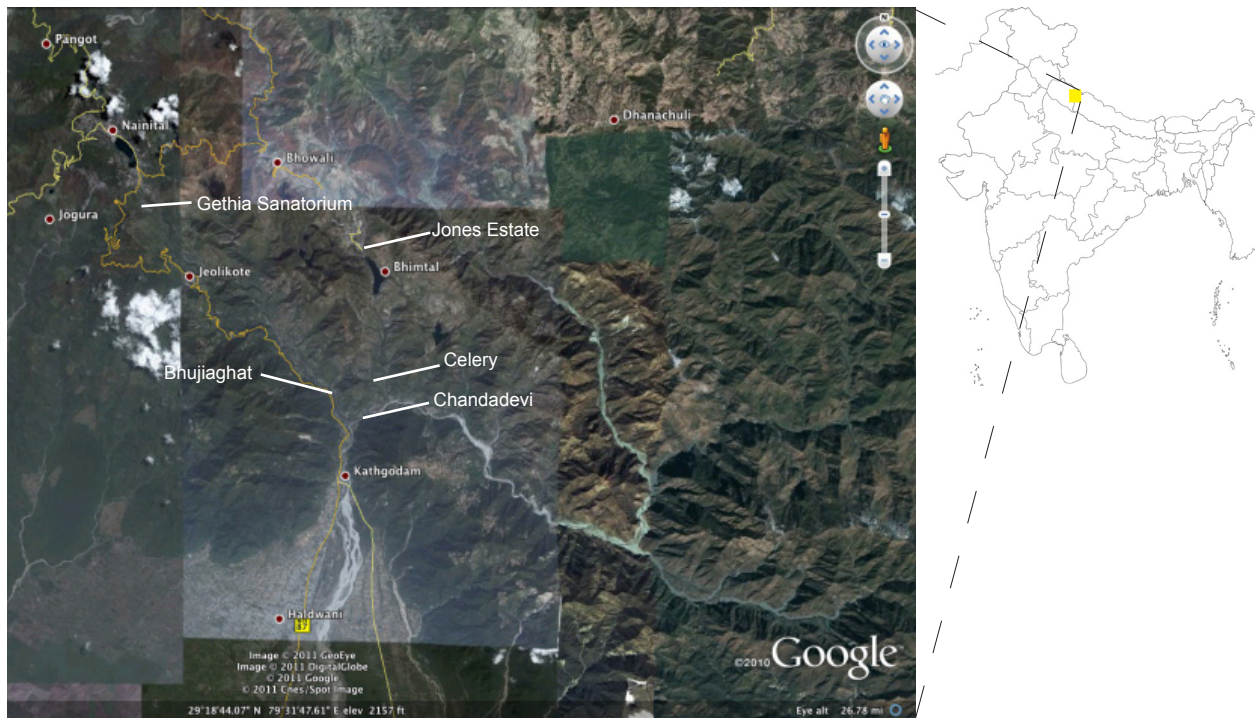 Pangot
N
Nainital
Dhanachuli
Bhowali
Gethia Sanatorium
Jogura
Jones Estate
Bhimtal
Jeolikote
Celery
Bhujiaghat
Chandadevi
Kathgodam
Haldwani
87
Image © 2011 GeoEye
Image © 2011 DigitalGlobe
© 2011 Google
© 2011 Cnes/Spot Image
©2010 Google
29°18'44.07" N 79°31'47.61" E elev 2157 ft
Eye alt 26.78 mi